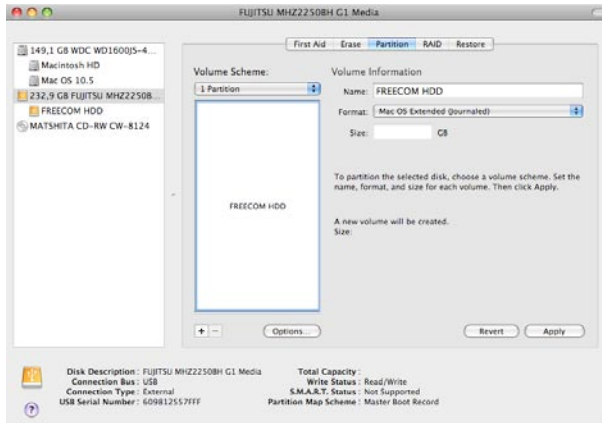 FUJITSU MHZ2250BH G1 Media
149,1 GB WDC WD1600JS-4...
Macintosh HD
Mac OS 10.5
232,9 GB FUJITSU MHZ2250B...
FREECOM HDD
MATSHITA CD-RW CW-8124
First Aid Erase Partition RAID Restore
Volume Scheme:
1 Partition
FREECOM HDD
+ − Options...
Volume Information
Name: FREECOM HDD
Format: Mac OS Extended (Journaled)
Size: GB
To partition the selected disk, choose a volume scheme. Set the
name, format, and size for each volume. Then click Apply.
A new volume will be created.
Size:
Revert Apply
Disk Description : FUJITSU MHZ2250BH G1 Media
Connection Bus : USB
Connection Type : External
USB Serial Number : 609812557FFF
Total Capacity :
Write Status : Read/Write
S.M.A.R.T. Status : Not Supported
Partition Map Scheme : Master Boot Record
?